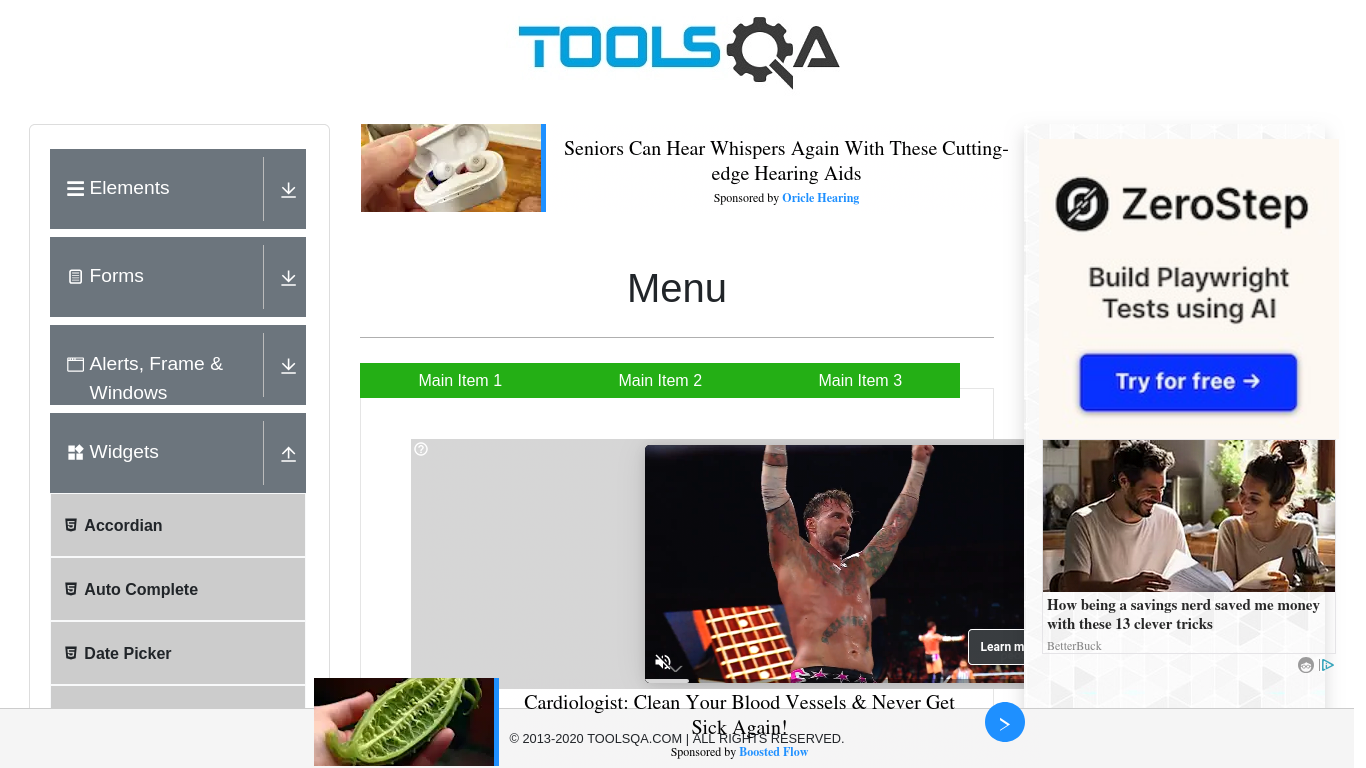 TOOLSQA
Elements
Forms
Alerts, Frame &
Windows
Widgets
Accordian
Auto Complete
Date Picker
Seniors Can Hear Whispers Again With These Cutting-
edge Hearing Aids
Sponsored by Oricle Hearing
Menu
Main Item 1
Main Item 2
Main Item 3
Learn m
Cardiologist: Clean Your Blood Vessels & Never Get
Sick Again!
Sponsored by Boosted Flow
© 2013-2020 TOOLSQA.COM | ALL RIGHTS RESERVED.
ZeroStep
Build Playwright
Tests using AI
Try for free →
How being a savings nerd saved me money
with these 13 clever tricks
BetterBuck